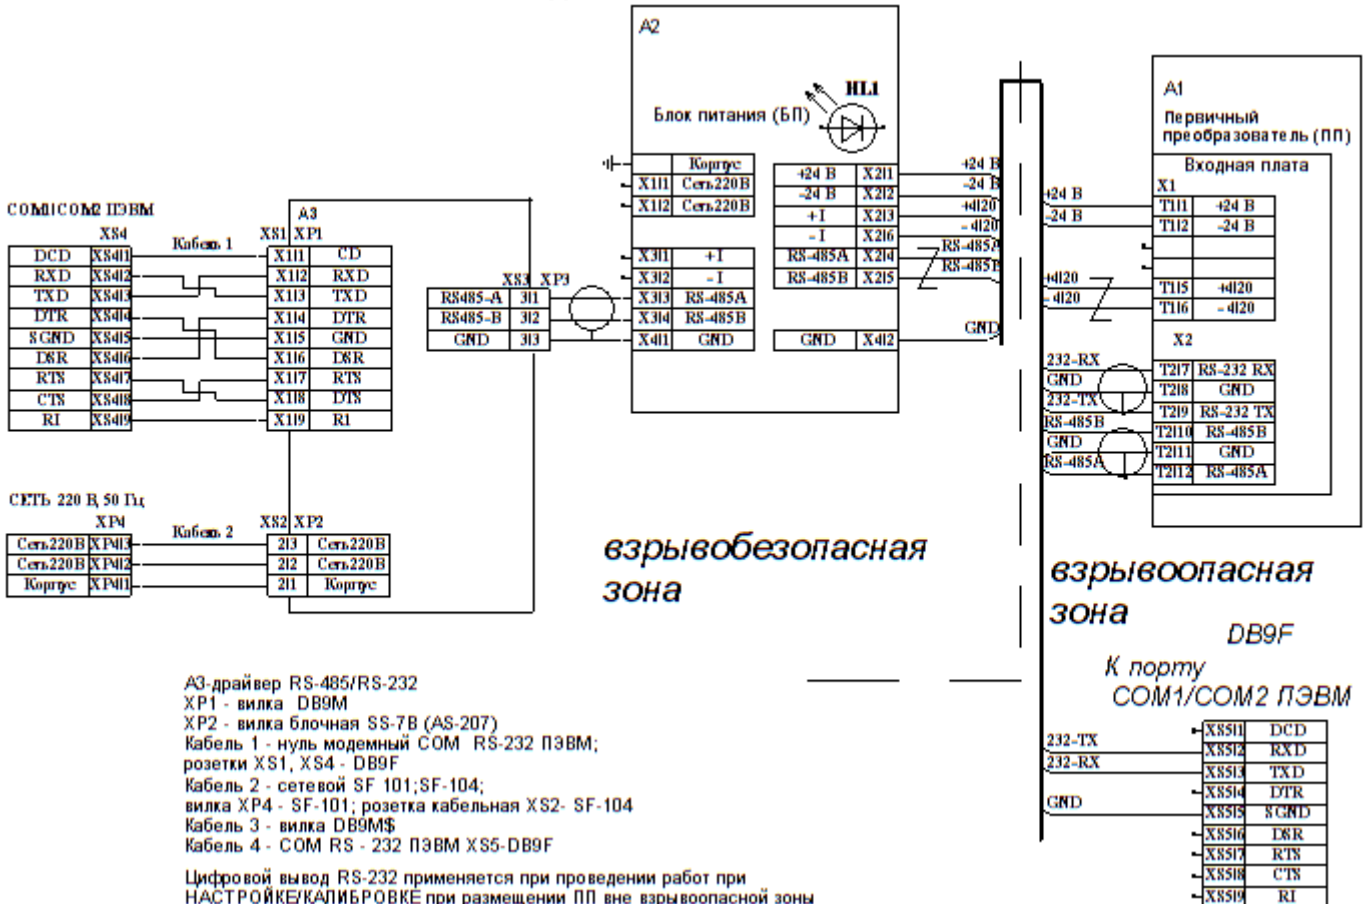 COM1|COM2 ПЭВМ
XS4
DCD XS4|1
RXD XS4|2
TXD XS4|3
DTR XS4|4
SGND XS4|5
DSR XS4|6
RTS XS4|7
CTS XS4|8
RI XS4|9
Кабель 1
A3
XS1 XP1
X1|1 CD
X1|2 RXD
X1|3 TXD
X1|4 DTR
X1|5 GND
X1|6 DSR
X1|7 RTS
X1|8 DTS
X1|9 R1
СЕТЬ 220 В, 50 Гц
XP4
Сеть220В XP4|3
Сеть220В XP4|2
Корпус XP4|1
Кабель 2
XS2 XP2
2|3 Сеть220В
2|2 Сеть220В
2|1 Корпус
XS3 XP3
RS485-A 3|1
RS485-B 3|2
GND 3|3
A2
HL1
Блок питания (БП)
Корпус
X1|1 Сеть220В
X1|2 Сеть220В
X3|1 +I
X3|2 -I
X3|3 RS-485A
X3|4 RS-485B
X4|1 GND
+24 В X2|1
-24 В X2|2
+I X2|3
-I X2|6
RS-485A X2|4
RS-485B X2|5
GND X4|2
+24 В
-24 В
+4|20
-4|20
RS-485A
RS-485B
GND
A1
Первичный
преобразователь (ПП)
Входная плата
X1
T1|1 +24 В
T1|2 -24 В
T1|5 +4|20
T1|6 -4|20
X2
T2|7 RS-232 RX
T2|8 GND
T2|9 RS-232 TX
T2|10 RS-485B
T2|11 GND
T2|12 RS-485A
+24 В
-24 В
+4|20
-4|20
232-RX
GND
232-TX
RS-485B
GND
RS-485A
взрывобезопасная
зона
взрывоопасная
зона
DB9F
К порту
COM1/COM2 ПЭВМ
232-TX
232-RX
GND
XS5|1 DCD
XS5|2 RXD
XS5|3 TXD
XS5|4 DTR
XS5|5 SGND
XS5|6 DSR
XS5|7 RTS
XS5|8 CTS
XS5|9 RI
А3-драйвер RS-485/RS-232
XP1 - вилка DB9M
XP2 - вилка блочная SS-7B (AS-207)
Кабель 1 - нуль модемный COM RS-232 ПЭВМ;
розетки XS1, XS4 - DB9F
Кабель 2 - сетевой SF 101;SF-104;
вилка XP4 - SF-101; розетка кабельная XS2- SF-104
Кабель 3 - вилка DB9M$
Кабель 4 - COM RS - 232 ПЭВМ XS5-DB9F
Цифровой вывод RS-232 применяется при проведении работ при
НАСТРОЙКЕ/КАЛИБРОВКЕ при размещении ПП вне взрывоопасной зоны